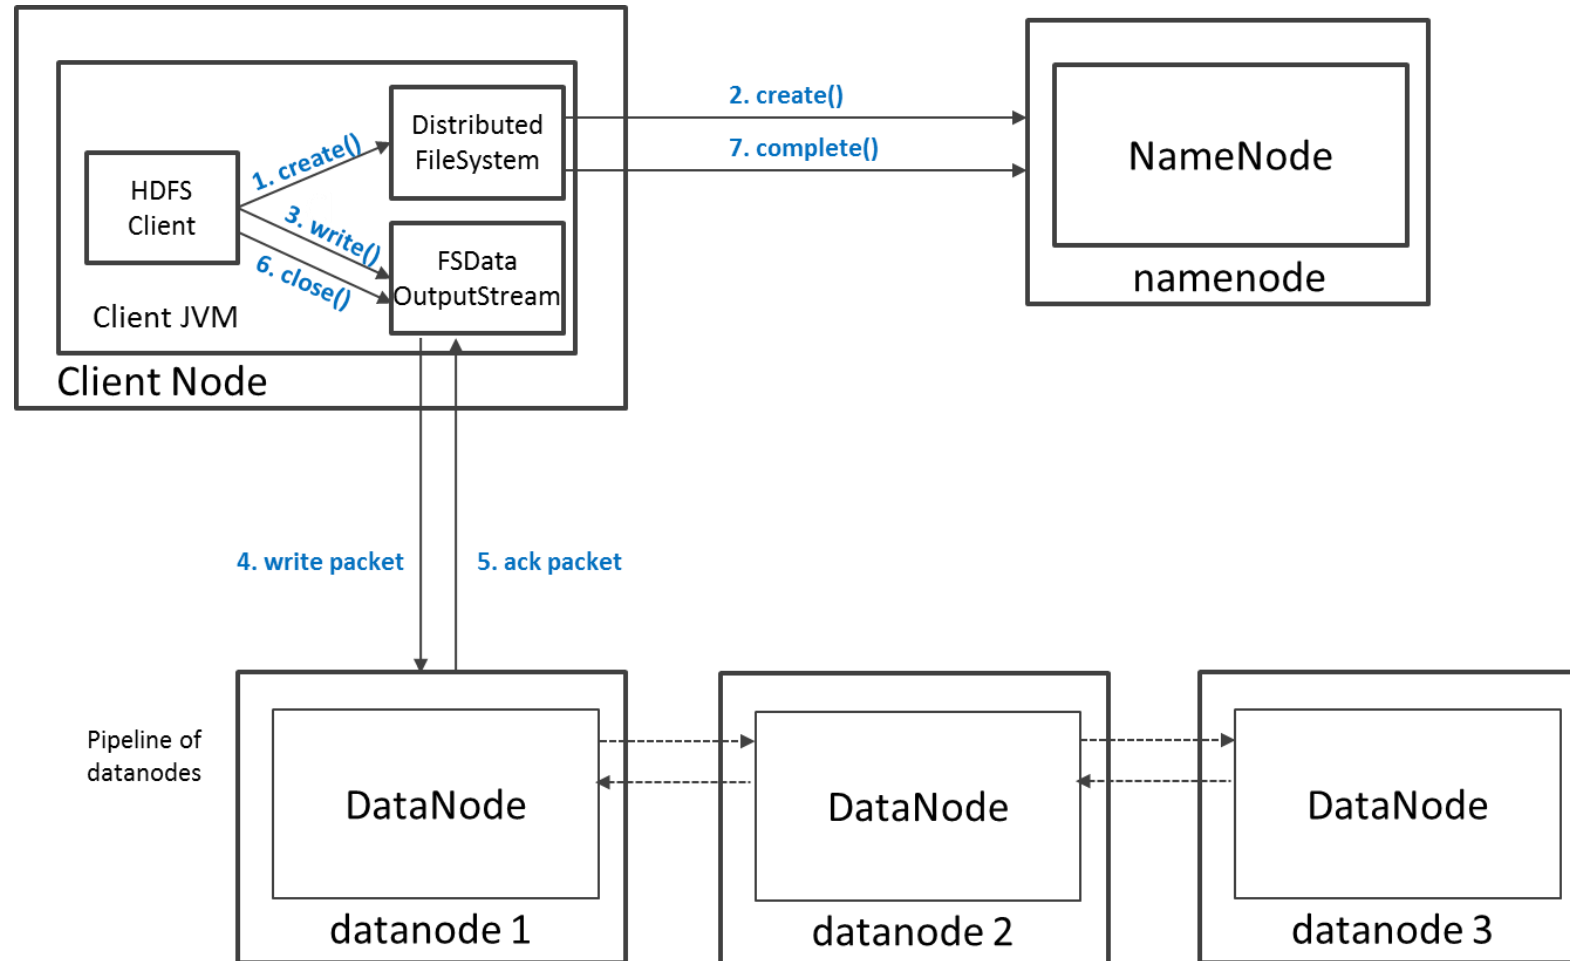 2. create()
Distributed
FileSystem
1. create()
7. complete()
NameNode
HDFS
Client
3. write()
FSData
OutputStream
6. close()
namenode
Client JVM
Client Node
4. write packet
5. ack packet
Pipeline of
datanodes
DataNode
DataNode
DataNode
datanode 1
datanode 2
datanode 3